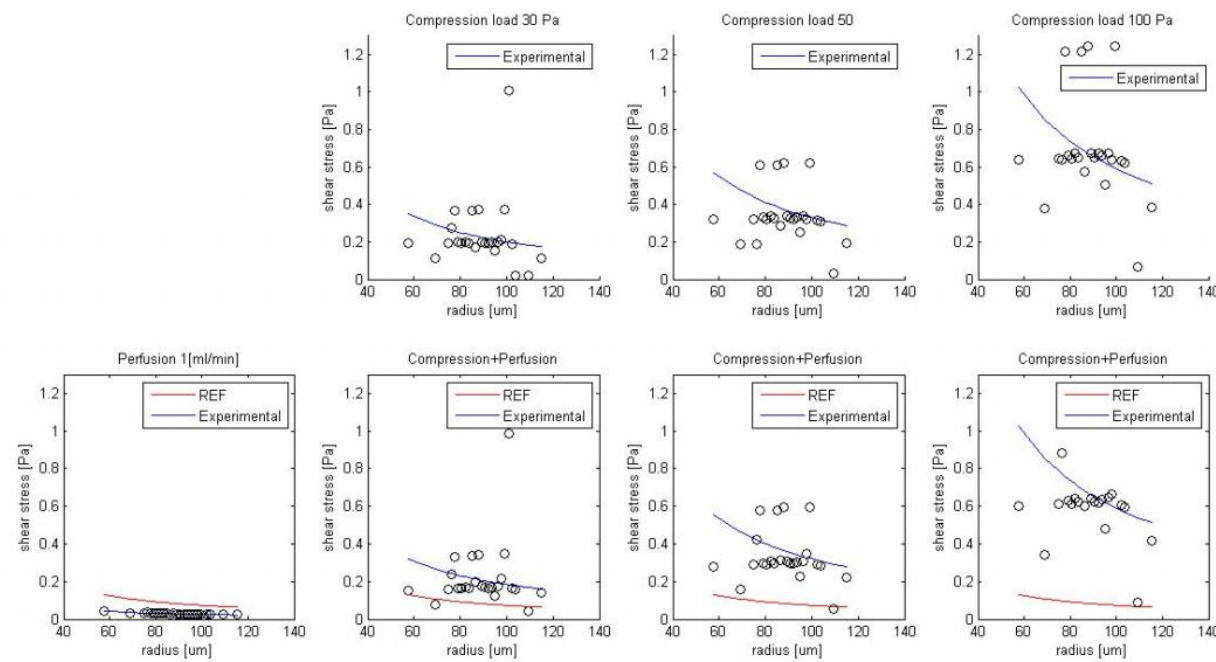 Compression load 30 Pa
1.2
1
0.8
0.6
0.4
0.2
0
shear stress [Pa]
Experimental
40 60 80 100 120 140
radius [um]
Compression load 50
1.2
1
0.8
0.6
0.4
0.2
0
shear stress [Pa]
Experimental
40 60 80 100 120 140
radius [um]
Compression load 100 Pa
1.2
1
0.8
0.6
0.4
0.2
0
shear stress [Pa]
Experimental
40 60 80 100 120 140
radius [um]
Perfusion 1[ml/min]
1.2
1
0.8
0.6
0.4
0.2
0
shear stress [Pa]
REF
Experimental
40 60 80 100 120 140
radius [um]
Compression+Perfusion
1.2
1
0.8
0.6
0.4
0.2
0
shear stress [Pa]
REF
Experimental
40 60 80 100 120 140
radius [um]
Compression+Perfusion
1.2
1
0.8
0.6
0.4
0.2
0
shear stress [Pa]
REF
Experimental
40 60 80 100 120 140
radius [um]
Compression+Perfusion
1.2
1
0.8
0.6
0.4
0.2
0
shear stress [Pa]
REF
Experimental
40 60 80 100 120 140
radius [um]